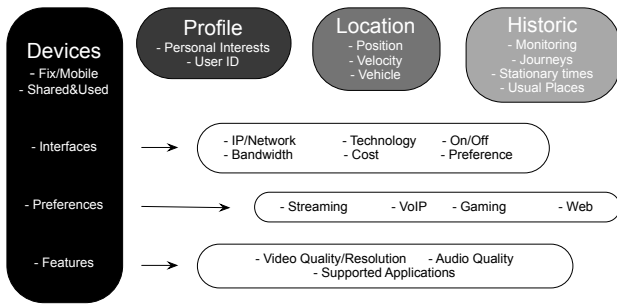 Devices
- Fix/Mobile
- Shared&Used
- Interfaces
- Preferences
- Features
Profile
- Personal Interests
- User ID
Location
- Position
- Velocity
- Vehicle
Historic
- Monitoring
- Journeys
- Stationary times
- Usual Places
- IP/Network - Technology - On/Off
- Bandwidth - Cost - Preference
- Streaming - VoIP - Gaming - Web
- Video Quality/Resolution - Audio Quality
- Supported Applications